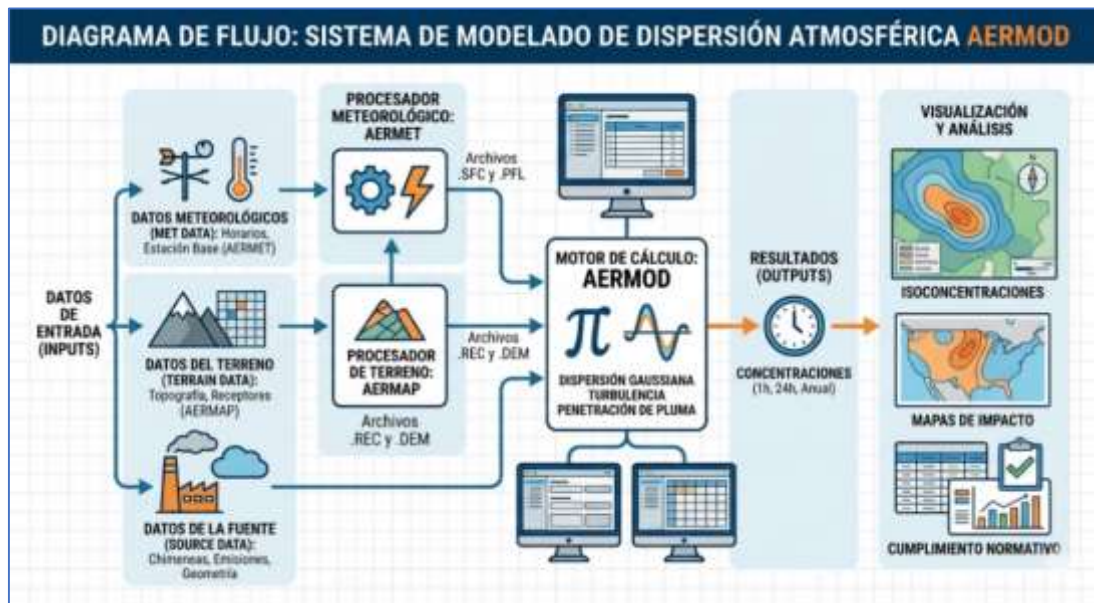 DIAGRAMA DE FLUJO: SISTEMA DE MODELADO DE DISPERSIÓN ATMOSFÉRICA AERMOD
DATOS
DE
ENTRADA
(INPUTS)
DATOS METEOROLÓGICOS
(MET DATA): Horarios,
Estación Base (AERMET)
DATOS DEL TERRENO
(TERRAIN DATA):
Topografía, Receptores
(AERMAP)
DATOS DE LA FUENTE
(SOURCE DATA):
Chimeneas, Emisiones,
Geometría
PROCESADOR
METEOROLÓGICO:
AERMET
Archivos
.SFC y .PFL
PROCESADOR
DE TERRENO:
AERMAP
Archivos
.REC y .DEM
Archivos
.REC y .DEM
MOTOR DE CÁLCULO:
AERMOD
π
DISPERSIÓN GAUSSIANA
TURBULENCIA
PENETRACIÓN DE PLUMA
RESULTADOS
(OUTPUTS)
CONCENTRACIONES
(1h, 24h, Anual)
VISUALIZACIÓN
Y ANÁLISIS
N
ISOCONCENTRACIONES
MAPAS DE IMPACTO
CUMPLIMIENTO NORMATIVO